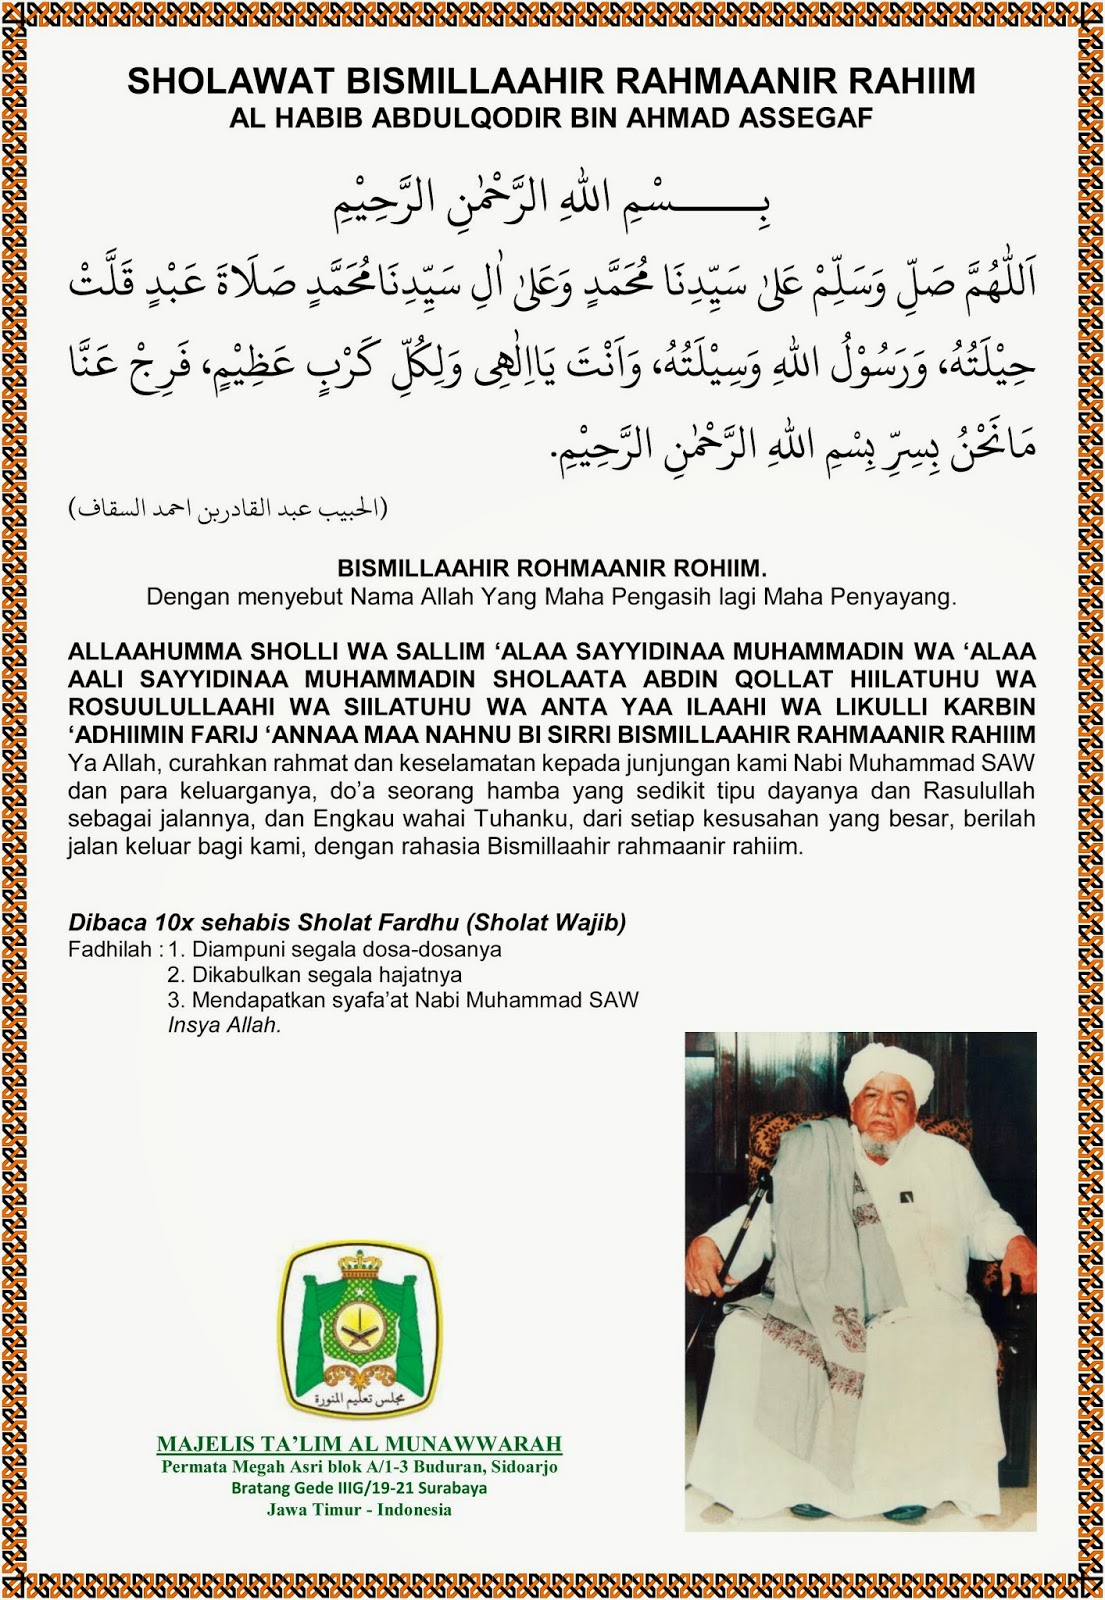 SHOLAWAT BISMILLAAHIR RAHMAANIR RAHIIM
AL HABIB ABDULQODIR BIN AHMAD ASSEGAF
بِـــــــسْمِ اللهِ الرَّحْمٰنِ الرَّحِيْمِ
اَللّٰهُمَّ صَلِّ وَسَلِّمْ عَلىٰ سَيِّدِنَا مُحَمَّدٍ وَعَلىٰ اٰلِ سَيِّدِنَامُحَمَّدٍ صَلَاةَ عَبْدٍ قَلَّتْ
حِيْلَتُهُ، وَرَسُوْلُ اللهِ وَسِيْلَتُهُ، وَاَنْتَ يَااِلٰهِى وَلِكُلِّ كَرْبٍ عَظِيْمٍ، فَرِجْ عَنَّا
مَانَحْنُ بِسِرِّ بِسْمِ اللهِ الرَّحْمٰنِ الرَّحِيْمِ.
(الحبيب عبد القادربن احمد السقاف)
BISMILLAAHIR ROHMAANIR ROHIIM.
Dengan menyebut Nama Allah Yang Maha Pengasih lagi Maha Penyayang.
ALLAAHUMMA SHOLLI WA SALLIM ‘ALAA SAYYIDINAA MUHAMMADIN WA ‘ALAA
AALI SAYYIDINAA MUHAMMADIN SHOLAATA ABDIN QOLLAT HIILATUHU WA
ROSUULULLAAHI WA SIILATUHU WA ANTA YAA ILAAHI WA LIKULLI KARBIN
‘ADHIIMIN FARIJ ‘ANNAA MAA NAHNU BI SIRRI BISMILLAAHIR RAHMAANIR RAHIIM
Ya Allah, curahkan rahmat dan keselamatan kepada junjungan kami Nabi Muhammad SAW
dan para keluarganya, do’a seorang hamba yang sedikit tipu dayanya dan Rasulullah
sebagai jalannya, dan Engkau wahai Tuhanku, dari setiap kesusahan yang besar, berilah
jalan keluar bagi kami, dengan rahasia Bismillaahir rahmaanir rahiim.
Dibaca 10x sehabis Sholat Fardhu (Sholat Wajib)
Fadhilah : 1. Diampuni segala dosa-dosanya
2. Dikabulkan segala hajatnya
3. Mendapatkan syafa’at Nabi Muhammad SAW
Insya Allah.
مجلس تعليم المنورة
MAJELIS TA’LIM AL MUNAWWARAH
Permata Megah Asri blok A/1-3 Buduran, Sidoarjo
Bratang Gede IIIG/19-21 Surabaya
Jawa Timur - Indonesia